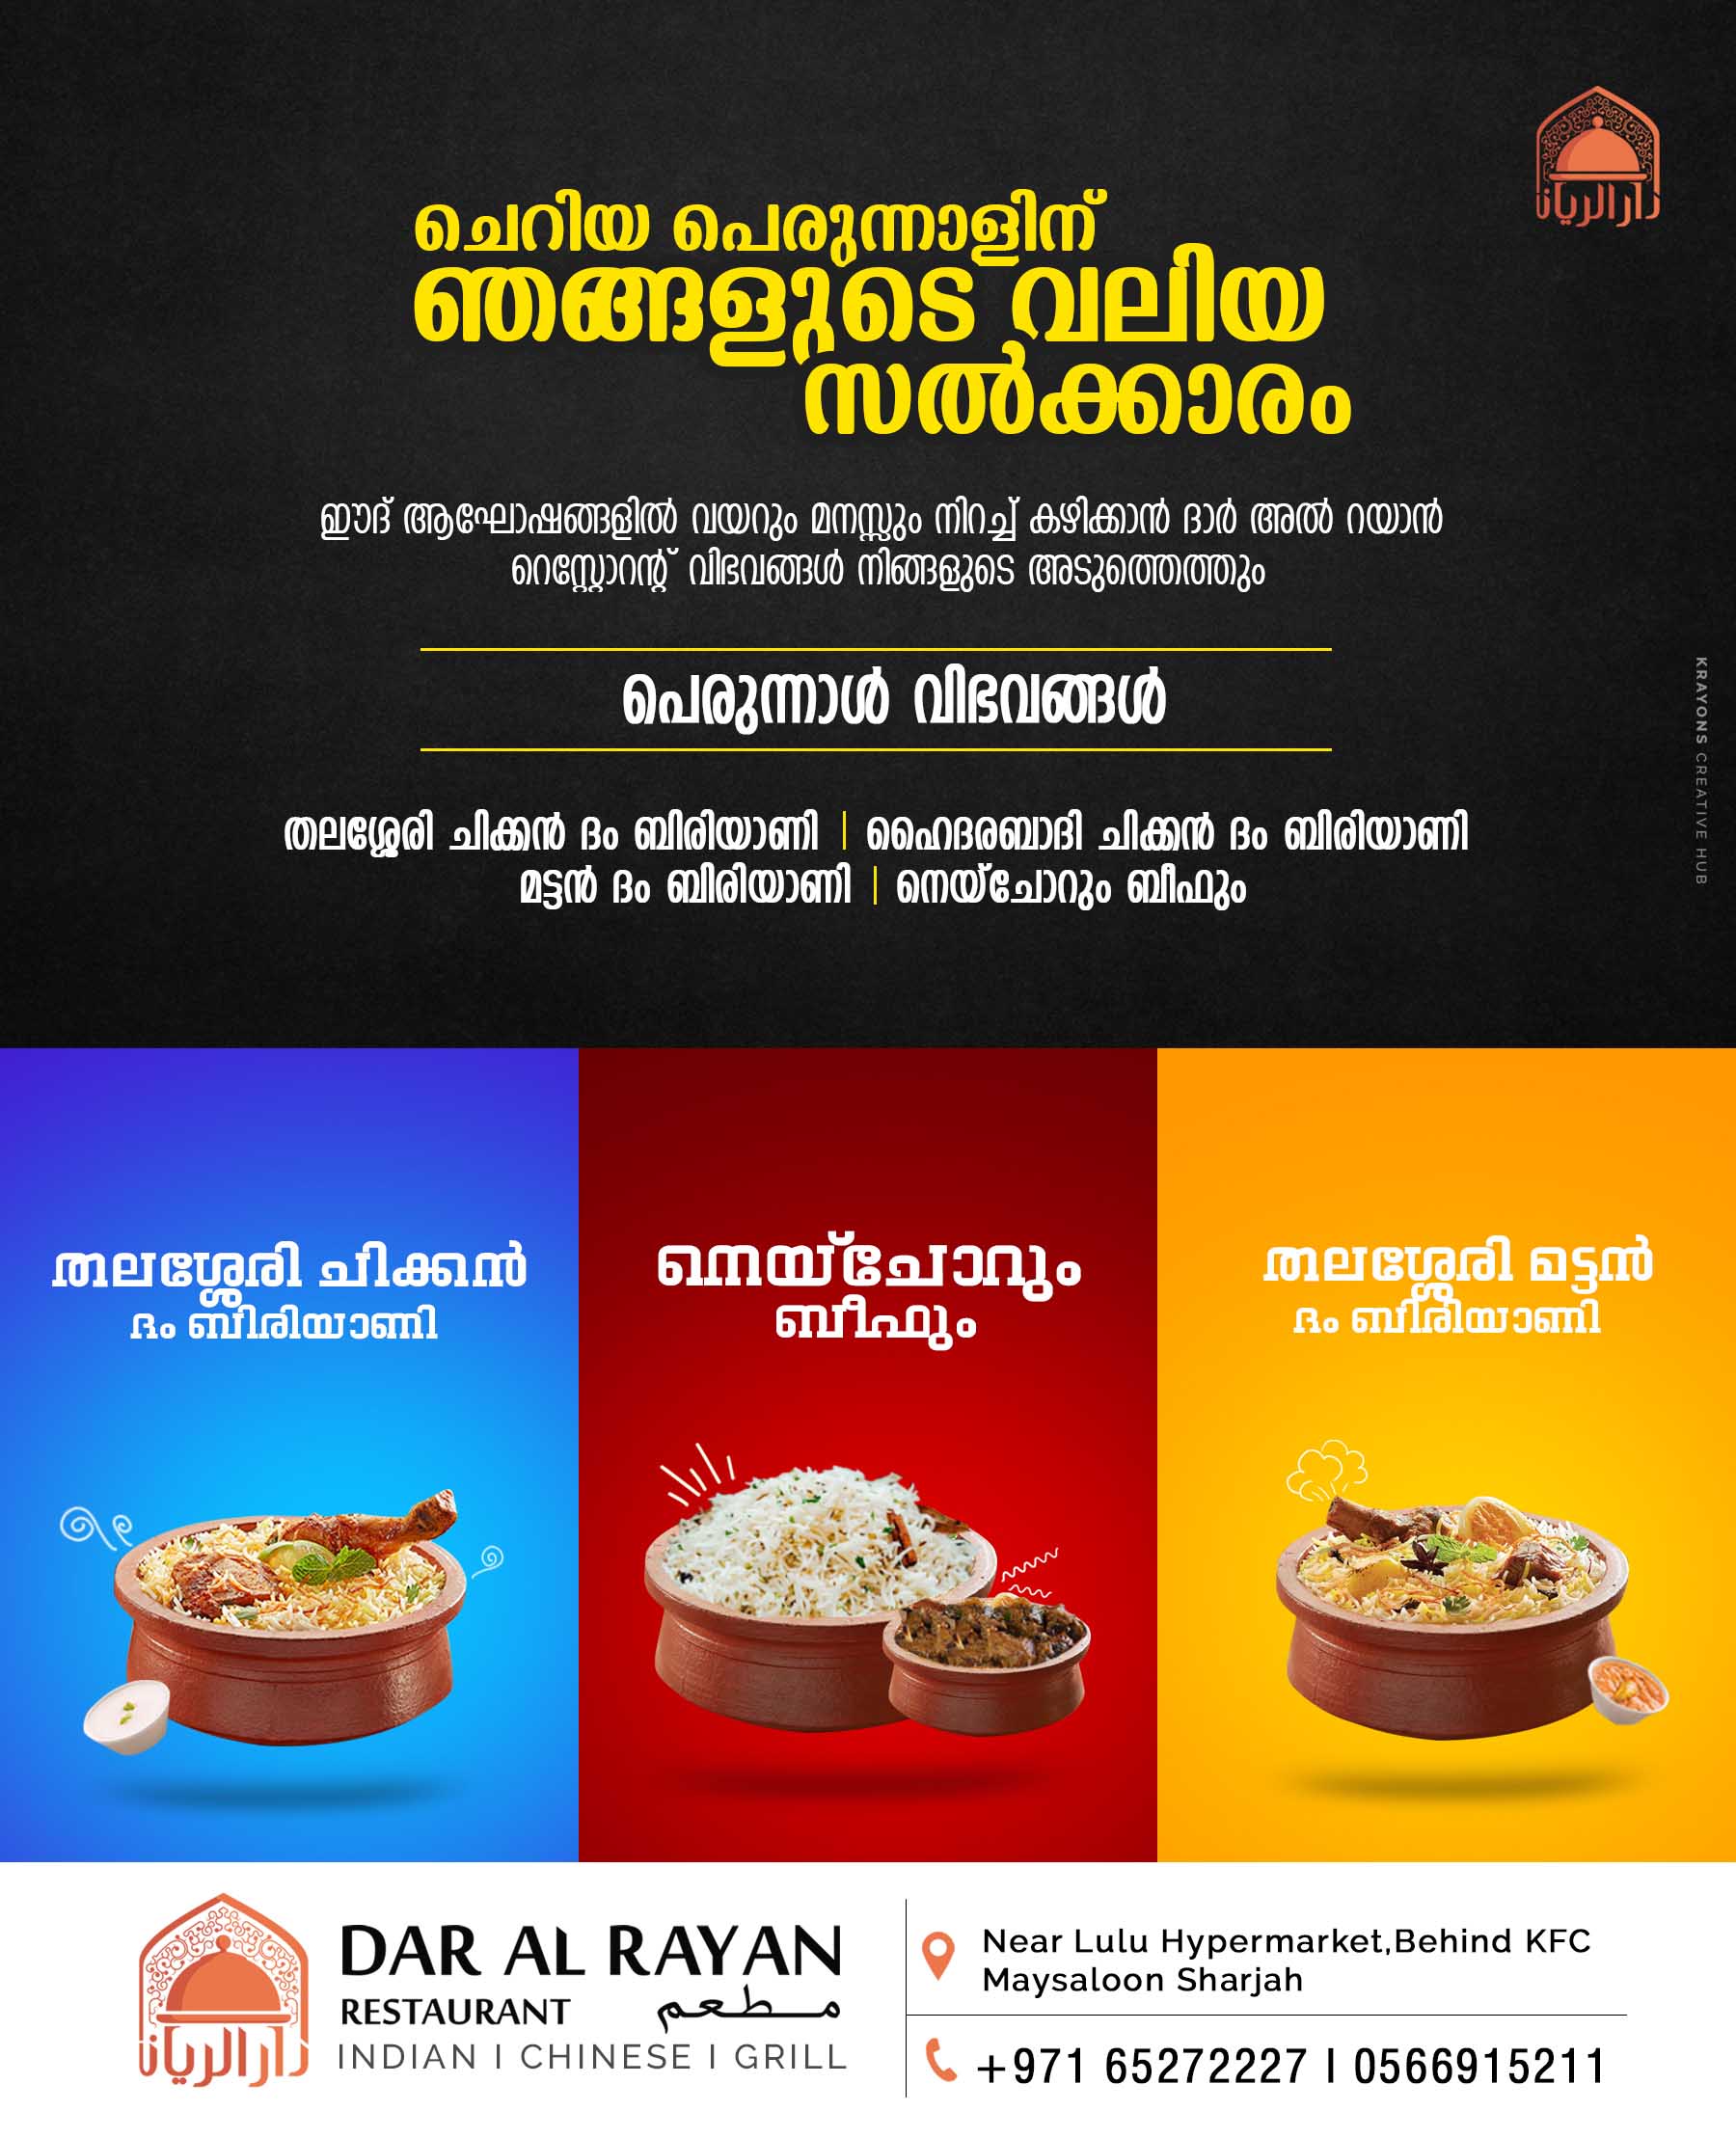 دار الريان
ചെറിയ പെരുന്നാളിന്
ഞങ്ങളുടെ വലിയ
സൽക്കാരം
ഈദ് ആഘോഷങ്ങളിൽ വയറും മനസ്സും നിറച്ച് കഴിക്കാൻ ദാർ അൽ റയാൻ
റെസ്റ്റോറന്റ് വിഭവങ്ങൾ നിങ്ങളുടെ അടുത്തെത്തും
പെരുന്നാൾ വിഭവങ്ങൾ
KRAYONS CREATIVE HUB
തലശ്ശേരി ചിക്കൻ ദം ബിരിയാണി | ഹൈദരബാദി ചിക്കൻ ദം ബിരിയാണി
മട്ടൻ ദം ബിരിയാണി | നെയ്ചോറും ബീഫും
തലശ്ശേരി ചിക്കൻ
ദം ബിരിയാണി
നെയ്ചോറും
ബീഫും
തലശ്ശേരി മട്ടൻ
ദം ബിരിയാണി
دار الريان
DAR AL RAYAN
RESTAURANT مطعم
INDIAN I CHINESE I GRILL
Near Lulu Hypermarket,Behind KFC
Maysaloon Sharjah
+971 65272227 I 0566915211